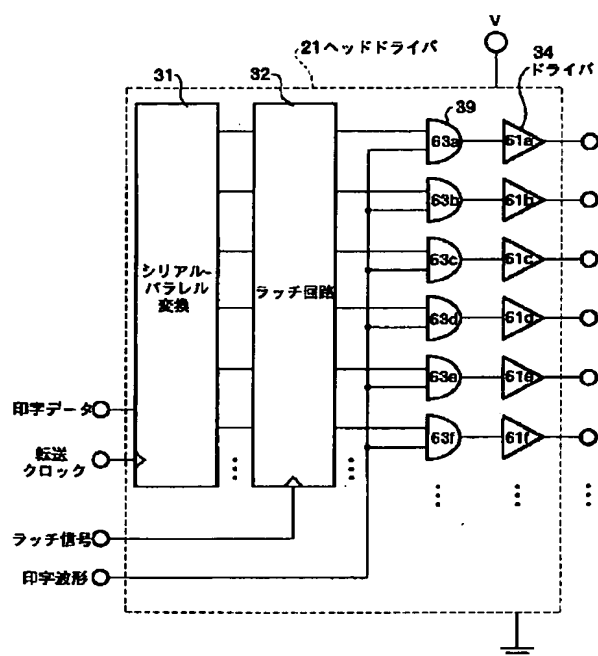 V
21ヘッドドライバ
31
32
34
ドライバ
39
63a
61a
63b
61b
63c
61c
63d
61d
63e
61e
63f
61f
シリアル-
パラレル
変換
ラッチ回路
印字データ
転送
クロック
ラッチ信号
印字波形